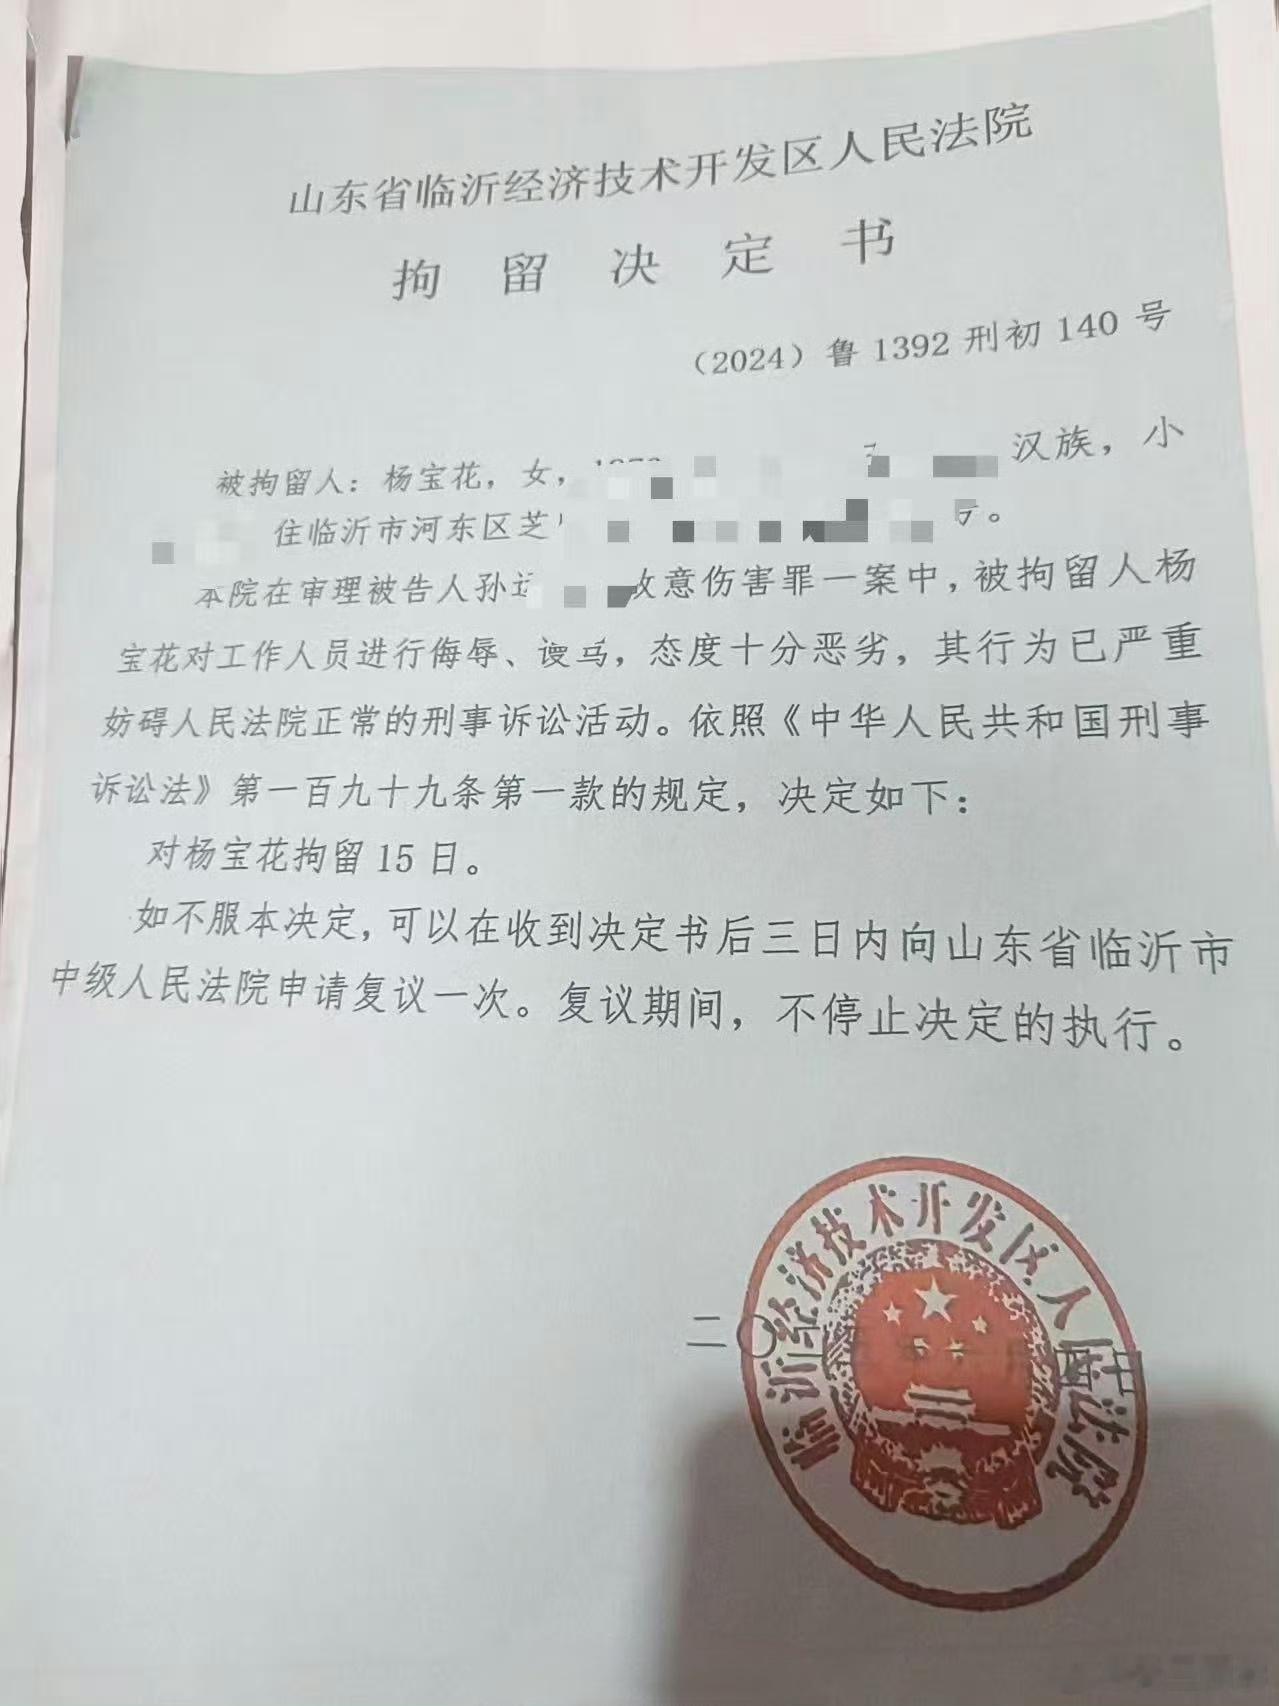 山东省临沂经济技术开发区人民法院
拘留决定书
（2024）鲁1392刑初140号
被拘留人：杨宝花，女， 汉族，小
住临沂市河东区芝 。
本院在审理被告人孙 故意伤害罪一案中，被拘留人杨
宝花对工作人员进行侮辱、谩骂，态度十分恶劣，其行为已严重
妨碍人民法院正常的刑事诉讼活动。依照《中华人民共和国刑事
诉讼法》第一百九十九条第一款的规定，决定如下：
对杨宝花拘留15日。
如不服本决定，可以在收到决定书后三日内向山东省临沂市
中级人民法院申请复议一次。复议期间，不停止决定的执行。
临沂经济技术开发区人民法院
二〇